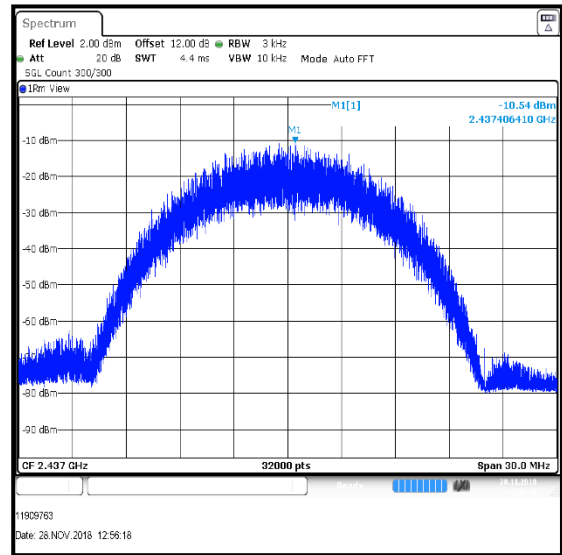 Spectrum
Ref Level 2.00 dBm Offset 12.00 dB RBW 3 kHz
Att 20 dB SWT 4.4 ms VBW 10 kHz Mode Auto FFT
SGL Count 300/300
1Rm View
M1[1] -10.54 dBm
2.437406410 GHz
M1
-10 dBm
-20 dBm
-30 dBm
-40 dBm
-50 dBm
-60 dBm
-70 dBm
-80 dBm
-90 dBm
CF 2.437 GHz 32000 pts Span 30.0 MHz
Ready 28.11.2018
11909763
Date: 28.NOV.2018 12:56:18